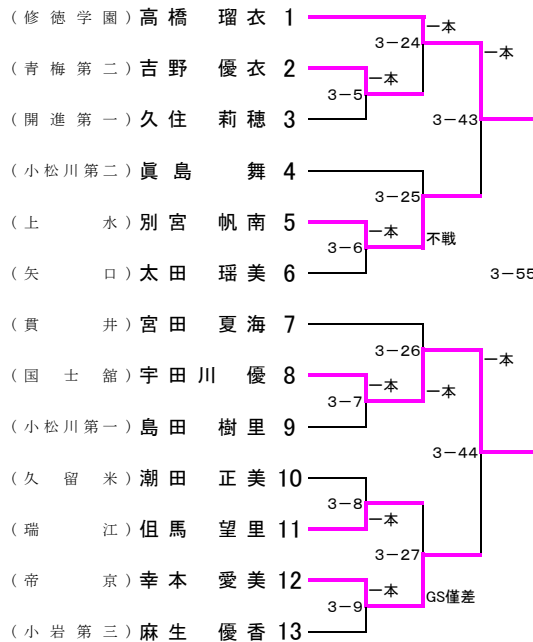 (修徳学園) 高橋 瑠衣 1
一本
3-24
一本
(青梅第二) 吉野 優衣 2
一本
3-5
(開進第一) 久住 莉穂 3
3-43
(小松川第二) 眞島 舞 4
3-25
(上水) 別宮 帆南 5
一本
不戦
3-6
(矢口) 太田 瑶美 6
3-55
(貫井) 宮田 夏海 7
3-26
一本
(国士舘) 宇田川 優 8
一本
一本
3-7
(小松川第一) 島田 樹里 9
3-44
(久留米) 潮田 正美 10
3-8
一本
(瑞江) 但馬 望里 11
3-27
(帝京) 幸本 愛美 12
一本
GS僅差
3-9
(小岩第三) 麻生 優香 13